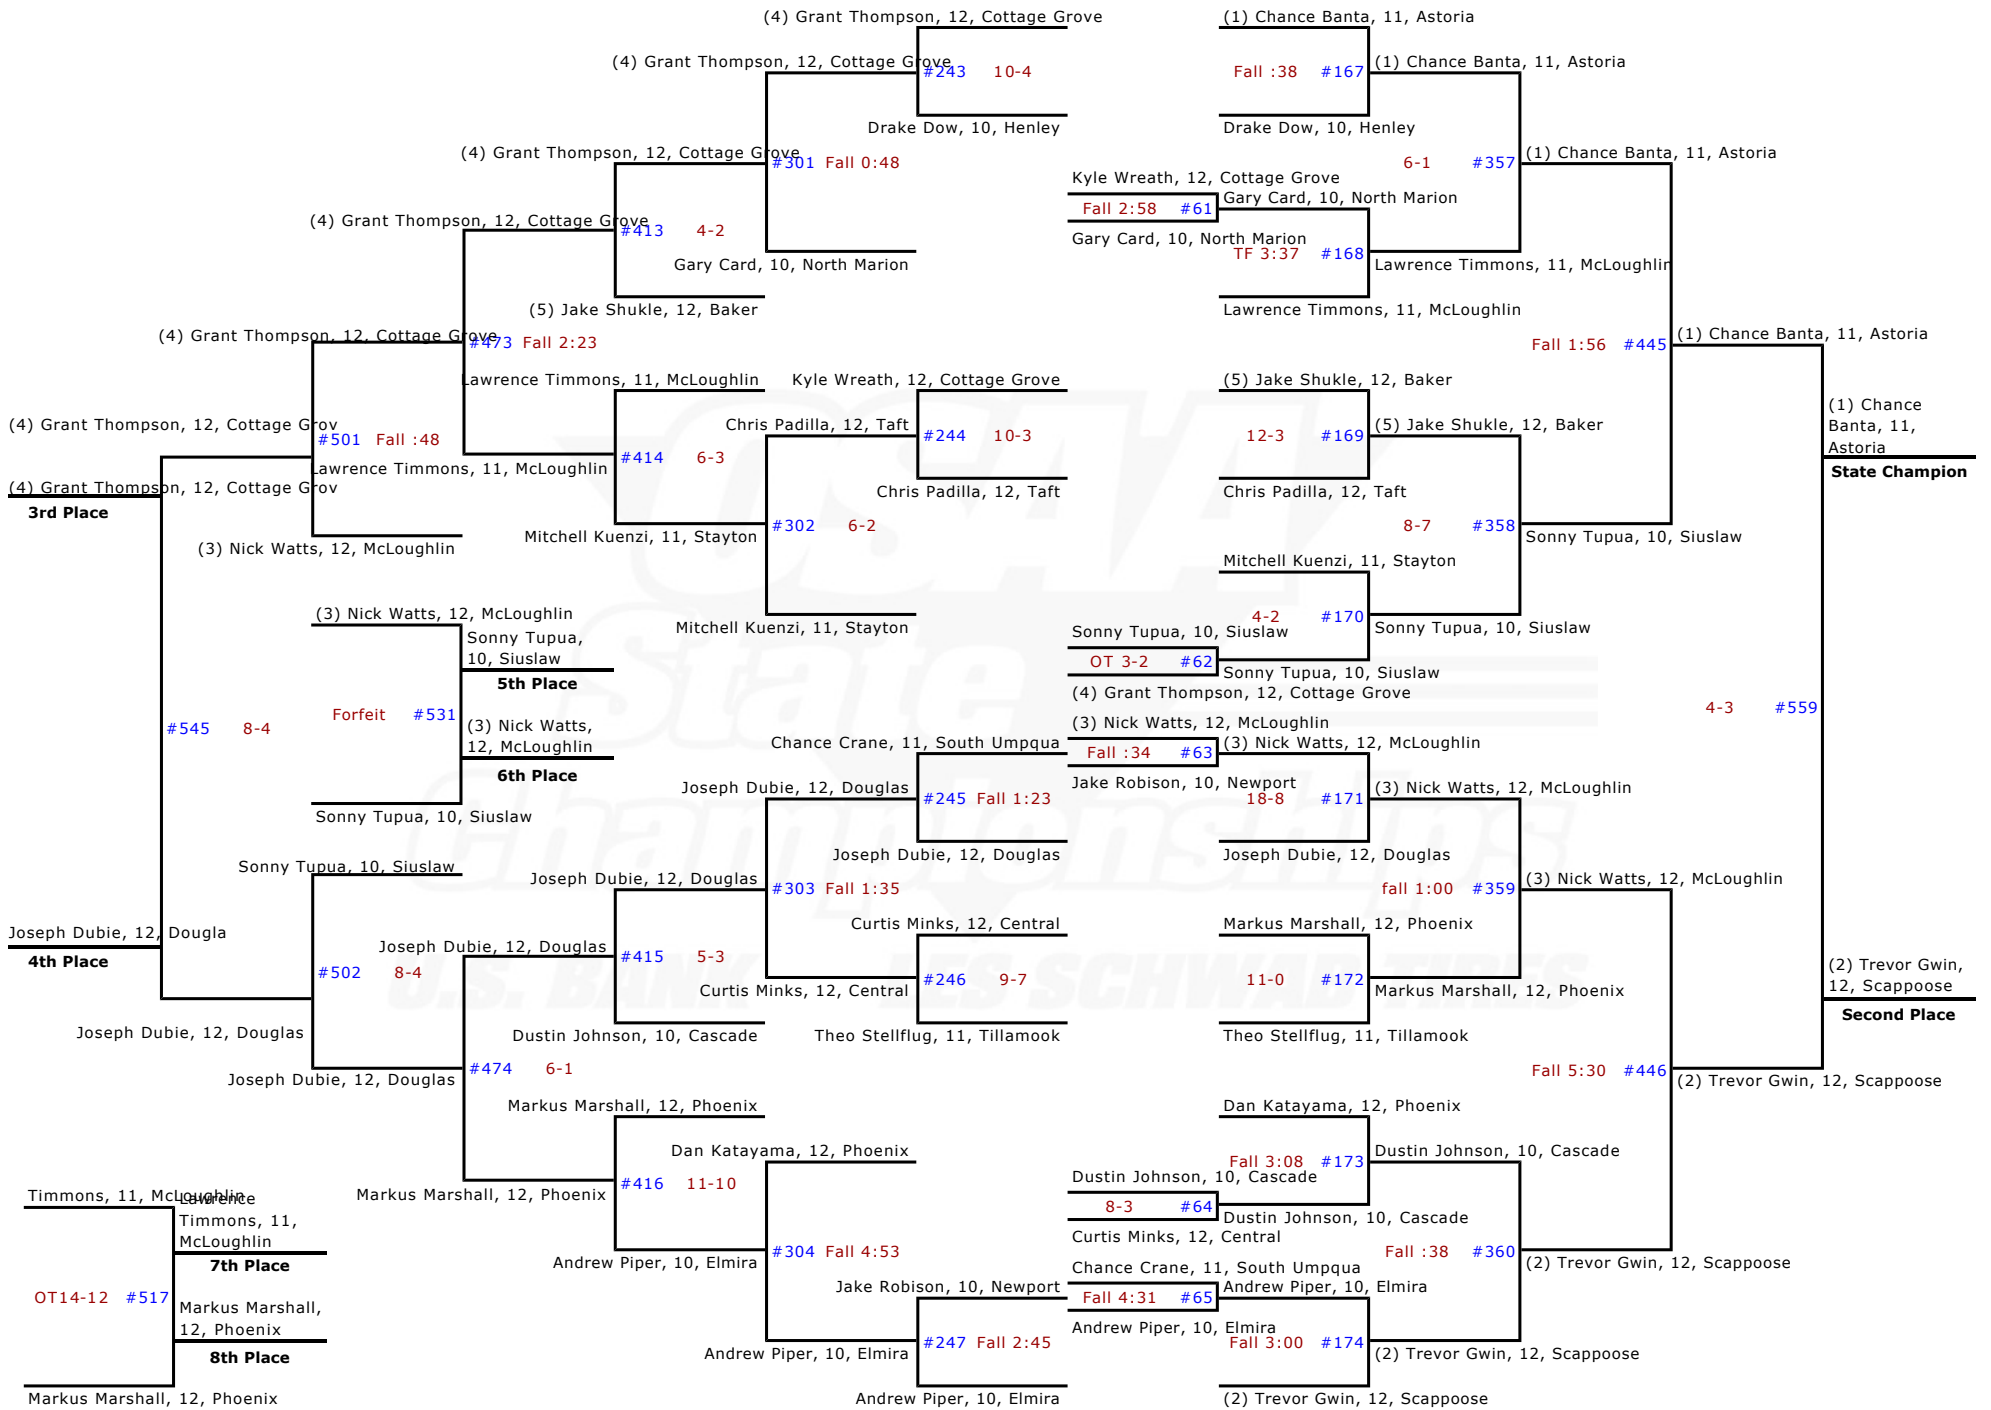 (4) Grant Thompson, 12, Cottage Grove
(1) Chance Banta, 11, Astoria
(4) Grant Thompson, 12, Cottage Grove
#243 10-4
Fall :38 #167
(1) Chance Banta, 11, Astoria
Drake Dow, 10, Henley
Drake Dow, 10, Henley
(4) Grant Thompson, 12, Cottage Grove
#301 Fall 0:48
6-1 #357
(1) Chance Banta, 11, Astoria
Kyle Wreath, 12, Cottage Grove
Gary Card, 10, North Marion
Fall 2:58 #61
(4) Grant Thompson, 12, Cottage Grove
#413 4-2
Gary Card, 10, North Marion
TF 3:37 #168
Gary Card, 10, North Marion
Lawrence Timmons, 11, McLoughlin
(5) Jake Shukle, 12, Baker
Lawrence Timmons, 11, McLoughlin
(4) Grant Thompson, 12, Cottage Grove
#473 Fall 2:23
Fall 1:56 #445
(1) Chance Banta, 11, Astoria
Lawrence Timmons, 11, McLoughlin
Kyle Wreath, 12, Cottage Grove
(5) Jake Shukle, 12, Baker
(4) Grant Thompson, 12, Cottage Grov
#501 Fall :48
Chris Padilla, 12, Taft
#244 10-3
12-3 #169
(5) Jake Shukle, 12, Baker
(1) Chance
Banta, 11,
Astoria
State Champion
Lawrence Timmons, 11, McLoughlin
#414 6-3
(4) Grant Thompson, 12, Cottage Grov
3rd Place
Chris Padilla, 12, Taft
Chris Padilla, 12, Taft
Mitchell Kuenzi, 11, Stayton
#302 6-2
8-7 #358
Sonny Tupua, 10, Siuslaw
(3) Nick Watts, 12, McLoughlin
Mitchell Kuenzi, 11, Stayton
OSAA
State
Championships
U.S. BANK LES SCHWAB TIRES
(3) Nick Watts, 12, McLoughlin
Sonny Tupua,
10, Siuslaw
5th Place
Mitchell Kuenzi, 11, Stayton
4-2 #170
Sonny Tupua, 10, Siuslaw
Sonny Tupua, 10, Siuslaw
OT 3-2 #62
Sonny Tupua, 10, Siuslaw
(4) Grant Thompson, 12, Cottage Grove
Forfeit #531
4-3 #559
#545 8-4
(3) Nick Watts,
12, McLoughlin
6th Place
(3) Nick Watts, 12, McLoughlin
Chance Crane, 11, South Umpqua
Fall :34 #63
(3) Nick Watts, 12, McLoughlin
Jake Robison, 10, Newport
Joseph Dubie, 12, Douglas
#245 Fall 1:23
18-8 #171
(3) Nick Watts, 12, McLoughlin
Sonny Tupua, 10, Siuslaw
Joseph Dubie, 12, Douglas
Joseph Dubie, 12, Douglas
Sonny Tupua, 10, Siuslaw
Joseph Dubie, 12, Douglas
#303 Fall 1:35
fall 1:00 #359
(3) Nick Watts, 12, McLoughlin
Joseph Dubie, 12, Dougla
4th Place
Curtis Minks, 12, Central
Markus Marshall, 12, Phoenix
Joseph Dubie, 12, Douglas
#415 5-3
#502 8-4
Curtis Minks, 12, Central
#246 9-7
11-0 #172
Markus Marshall, 12, Phoenix
(2) Trevor Gwin,
12, Scappoose
Second Place
Joseph Dubie, 12, Douglas
Dustin Johnson, 10, Cascade
Theo Stellflug, 11, Tillamook
Theo Stellflug, 11, Tillamook
Joseph Dubie, 12, Douglas
#474 6-1
Fall 5:30 #446
(2) Trevor Gwin, 12, Scappoose
Markus Marshall, 12, Phoenix
Dan Katayama, 12, Phoenix
Dan Katayama, 12, Phoenix
Fall 3:08 #173
Dustin Johnson, 10, Cascade
Markus Marshall, 12, Phoenix
#416 11-10
Dustin Johnson, 10, Cascade
8-3 #64
Dustin Johnson, 10, Cascade
Curtis Minks, 12, Central
Timmons, 11, McLoughlin
Lawrence
Timmons, 11,
McLoughlin
7th Place
Andrew Piper, 10, Elmira
#304 Fall 4:53
Fall :38 #360
(2) Trevor Gwin, 12, Scappoose
Chance Crane, 11, South Umpqua
Jake Robison, 10, Newport
Fall 4:31 #65
Andrew Piper, 10, Elmira
OT14-12 #517
Markus Marshall,
12, Phoenix
8th Place
Andrew Piper, 10, Elmira
Andrew Piper, 10, Elmira
#247 Fall 2:45
Fall 3:00 #174
(2) Trevor Gwin, 12, Scappoose
Markus Marshall, 12, Phoenix
Andrew Piper, 10, Elmira
(2) Trevor Gwin, 12, Scappoose